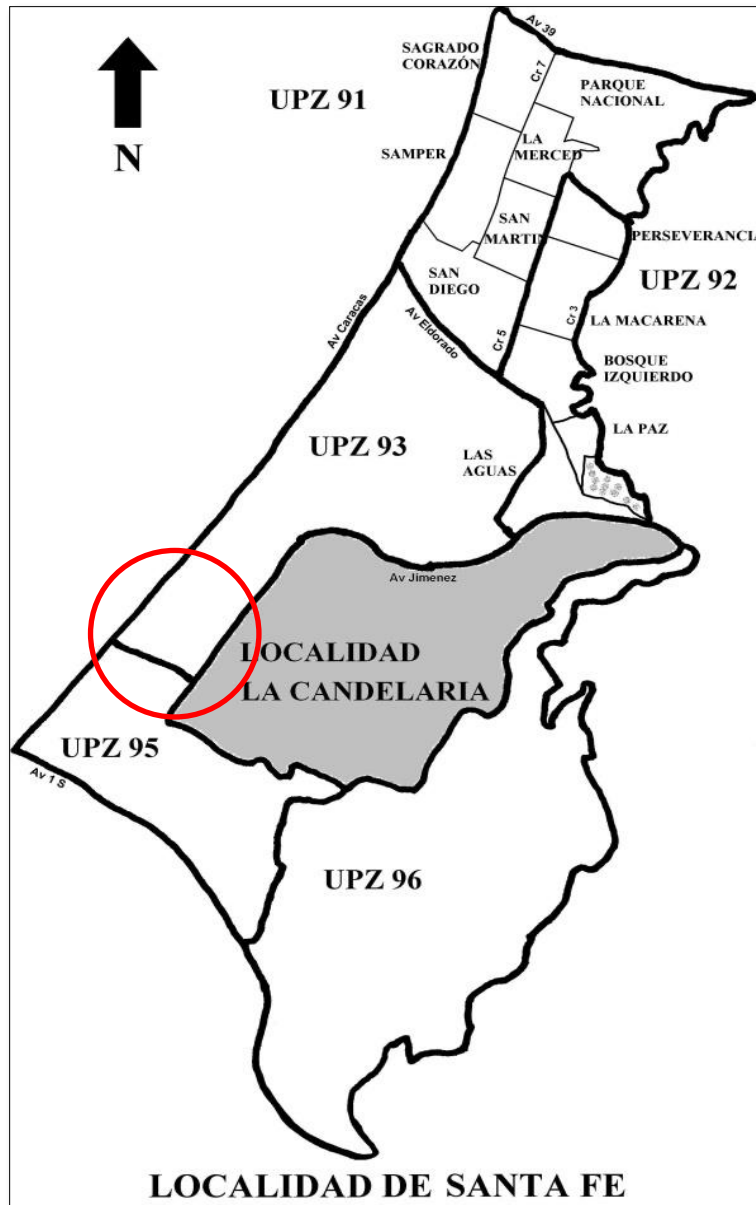 Av 39
SAGRADO
CORAZÓN
Cr 7
PARQUE
NACIONAL
UPZ 91
N
SAMPER
LA
MERCED
SAN
MARTIN
PERSEVERANCI
SAN
DIEGO
UPZ 92
Av Caracas
Av Eldorado
Cr 5
Cr 3
LA MACARENA
BOSQUE
IZQUIERDO
LA PAZ
UPZ 93
LAS
AGUAS
Av Jimenez
LOCALIDAD
LA CANDELARIA
UPZ 95
Av 1 S
UPZ 96
LOCALIDAD DE SANTA FE